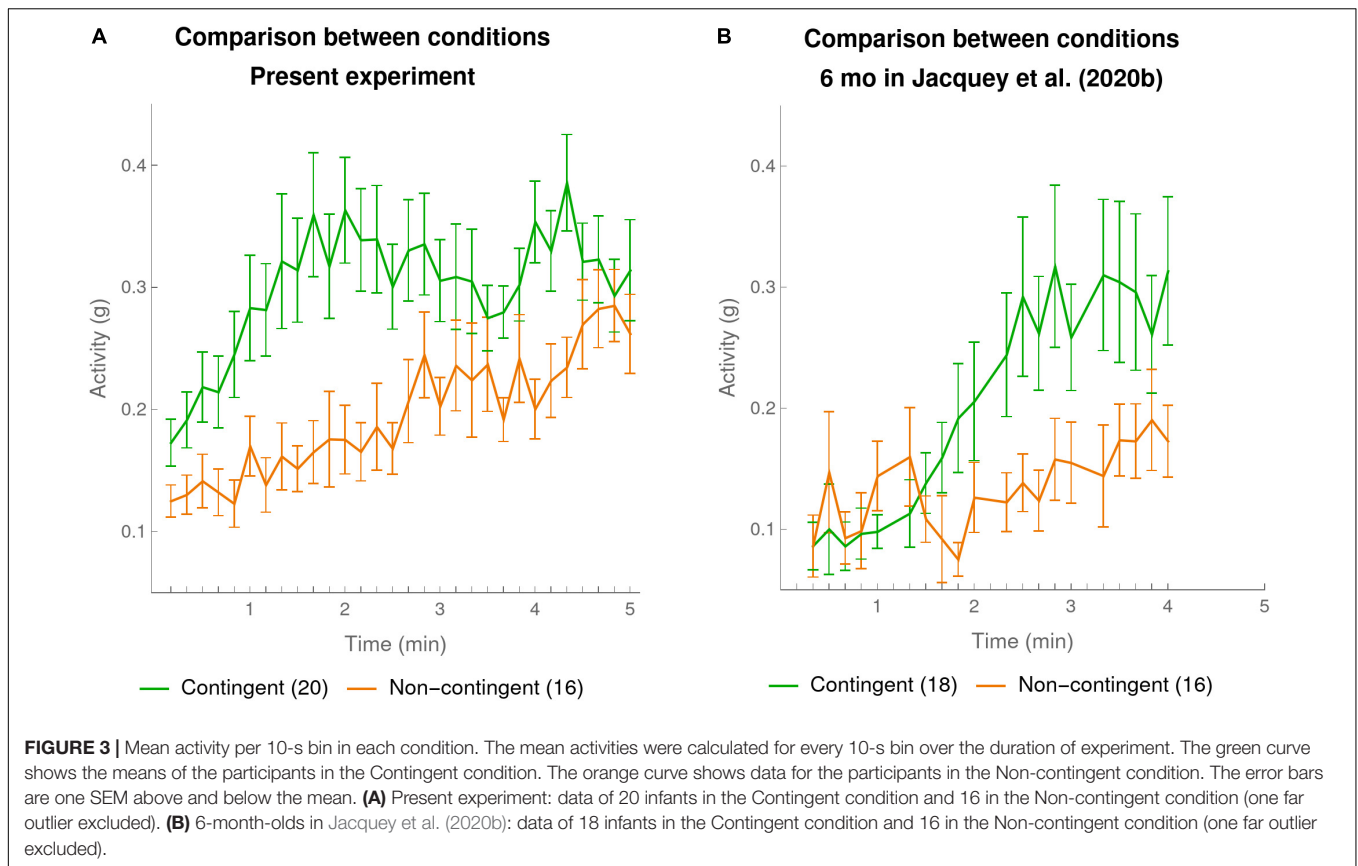 A
Comparison between conditions
Present experiment
0.4
0.3
0.2
0.1
Activity (g)
1 2 3 4 5
Time (min)
Contingent (20) Non−contingent (16)
B
Comparison between conditions
6 mo in Jacquey et al. (2020b)
0.4
0.3
0.2
0.1
Activity (g)
1 2 3 4 5
Time (min)
Contingent (18) Non−contingent (16)
FIGURE 3 | Mean activity per 10-s bin in each condition. The mean activities were calculated for every 10-s bin over the duration of experiment. The green curve
shows the means of the participants in the Contingent condition. The orange curve shows data for the participants in the Non-contingent condition. The error bars
are one SEM above and below the mean. (A) Present experiment: data of 20 infants in the Contingent condition and 16 in the Non-contingent condition (one far
outlier excluded). (B) 6-month-olds in Jacquey et al. (2020b): data of 18 infants in the Contingent condition and 16 in the Non-contingent condition (one far outlier
excluded).